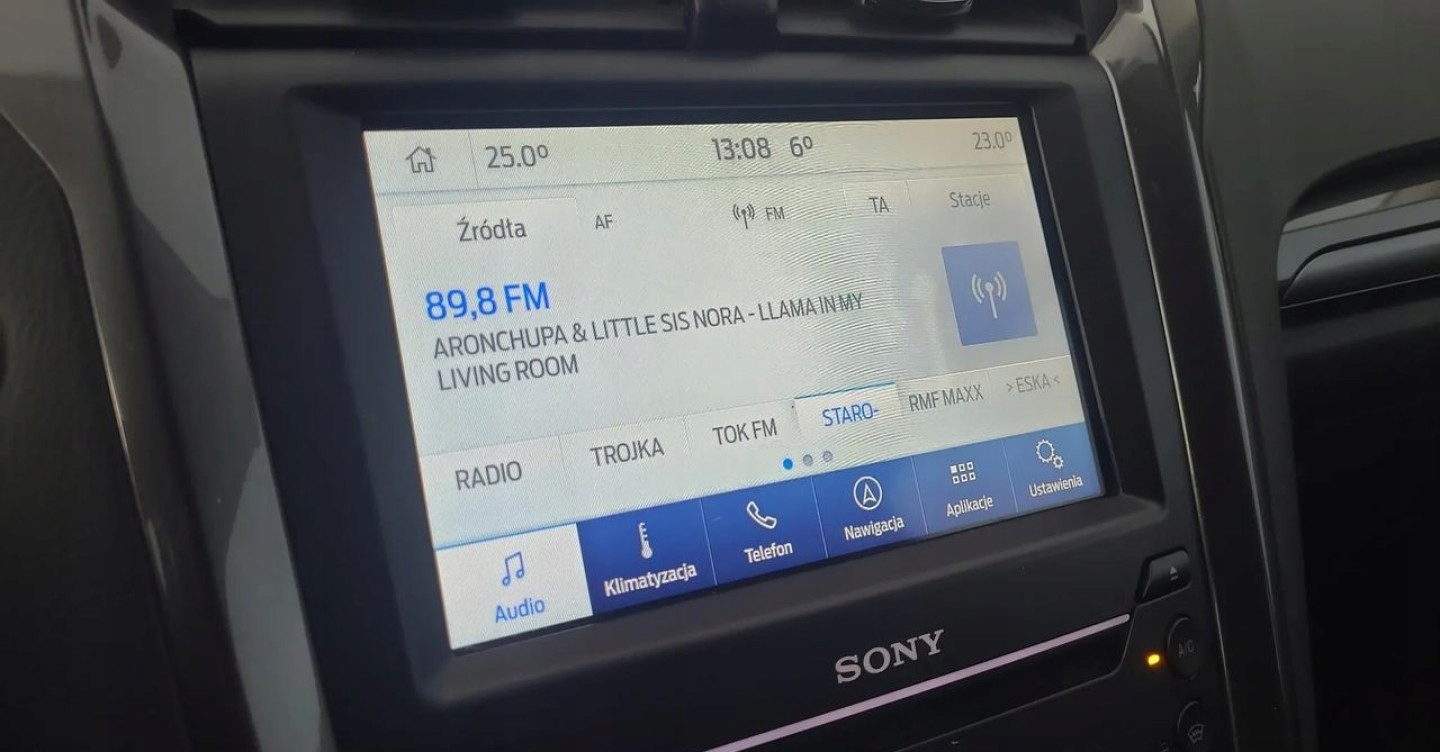 25.0° 13:08 6° 23.0°
Źródła AF FM TA Stacje
89,8 FM
ARONCHUPA & LITTLE SIS NORA - LLAMA IN MY
LIVING ROOM
RADIO TROJKA TOK FM STARO- RMF MAXX > ESKA <
Audio Klimatyzacja Telefon Nawigacja Aplikacje Ustawienia
SONY
A/C